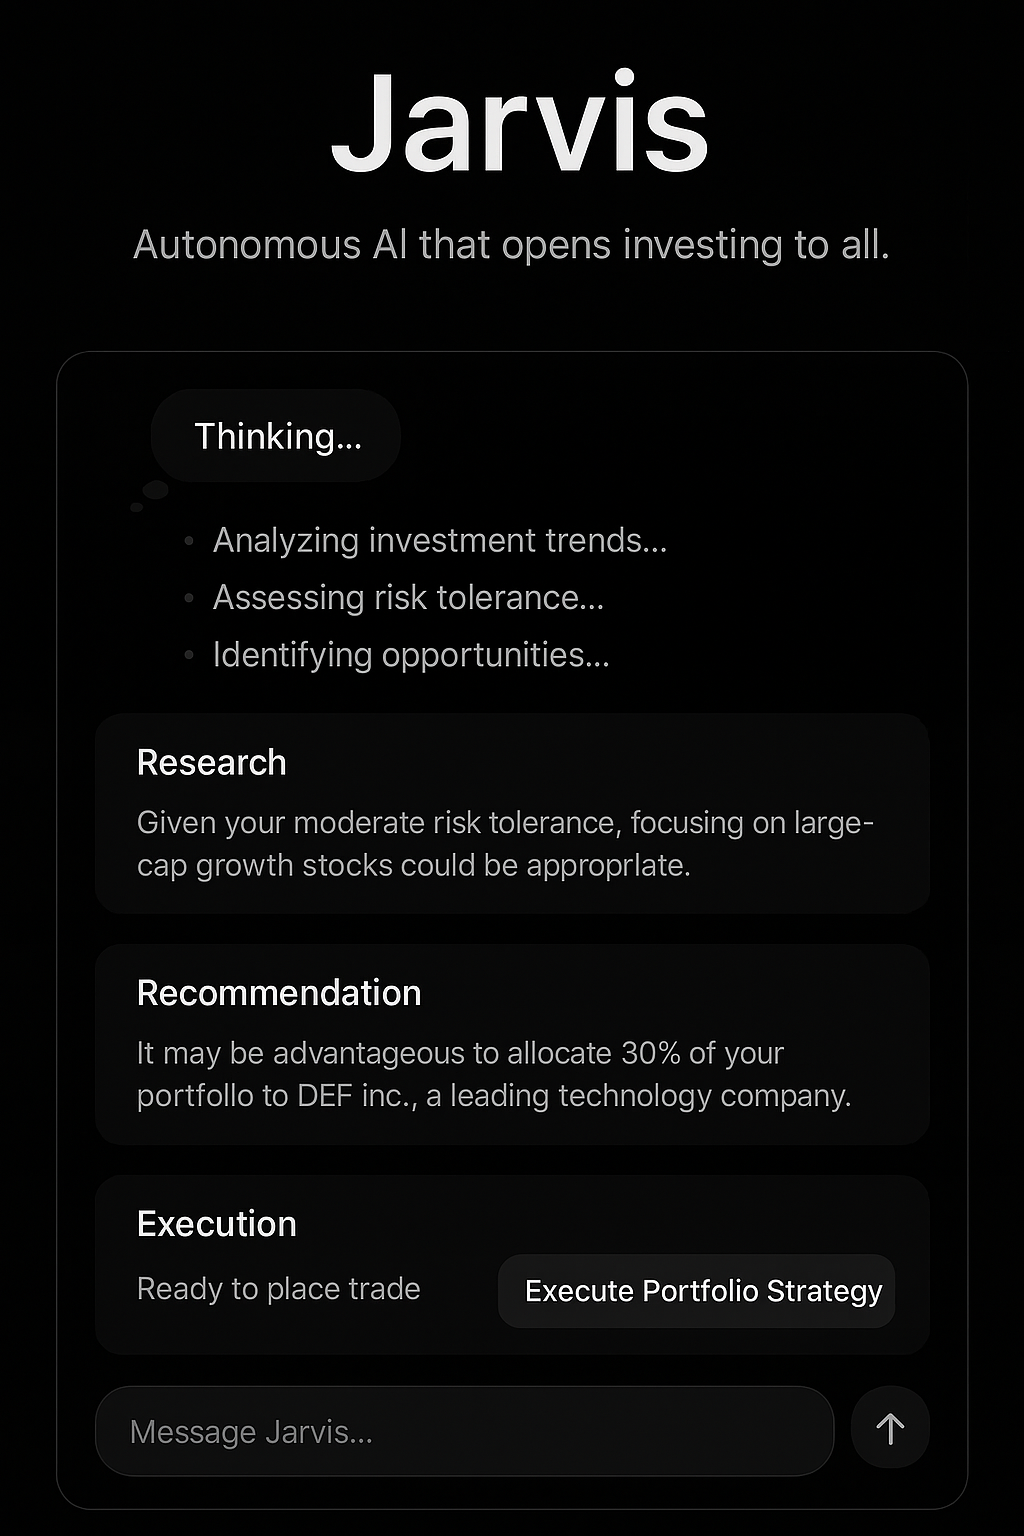 Jarvis
Autonomous AI that opens investing to all.
Thinking...
Analyzing investment trends...
Assessing risk tolerance...
Identifying opportunities...
Research
Given your moderate risk tolerance, focusing on large-
cap growth stocks could be approprlate.
Recommendation
It may be advantageous to allocate 30% of your
portfollo to DEF inc., a leading technology company.
Execution
Ready to place trade
Execute Portfolio Strategy
Message Jarvis...